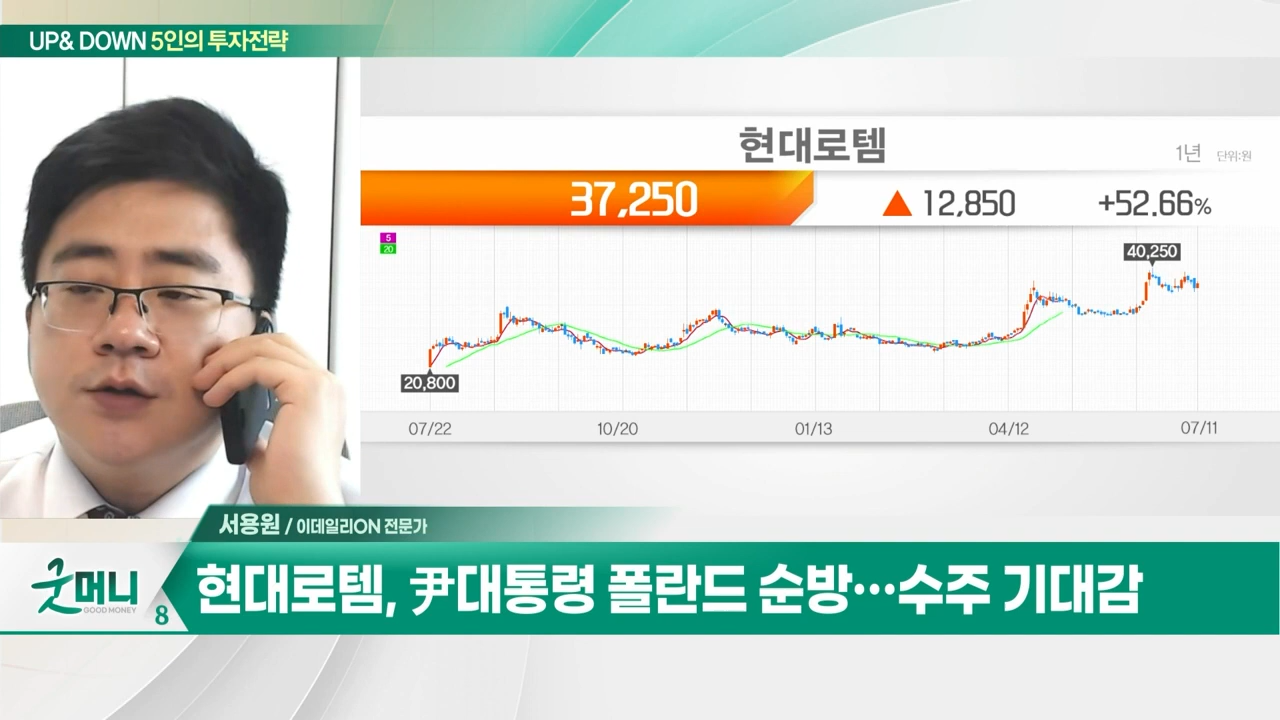 UP& DOWN 5인의 투자전략
현대로템
1년 단위:원
37,250 ▲ 12,850 +52.66%
5
20
40,250
20,800
07/22 10/20 01/13 04/12 07/11
서용원 / 이데일리ON 전문가
굿머니
GOOD MONEY
8
현대로템, 尹대통령 폴란드 순방…수주 기대감